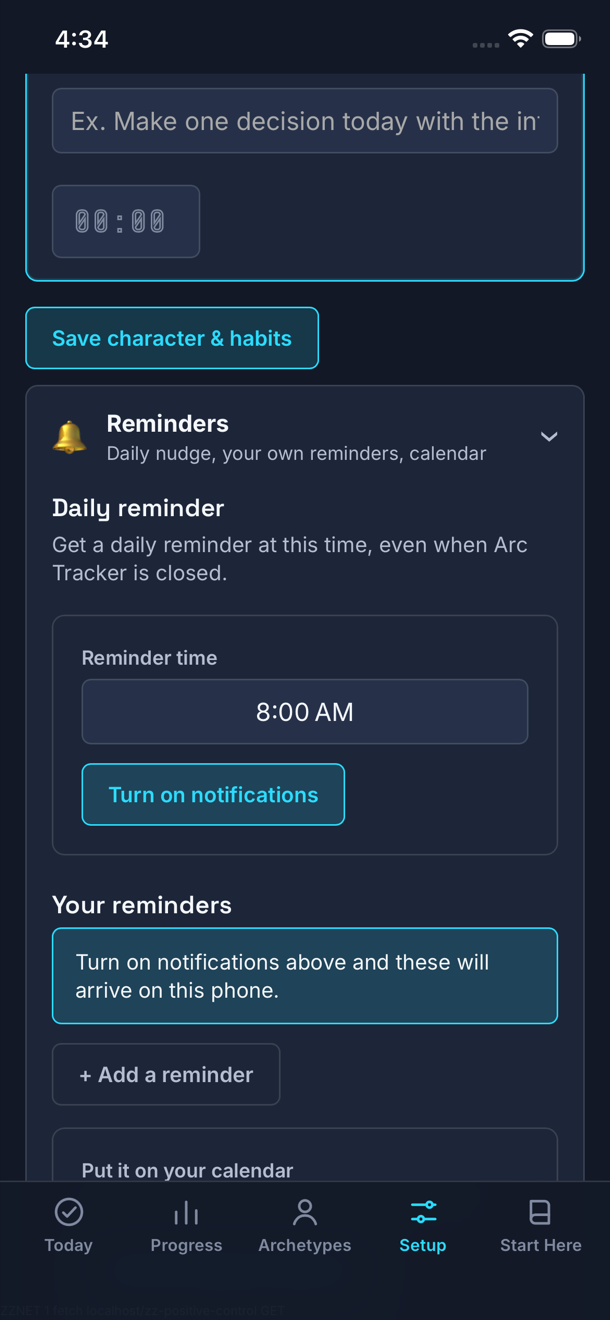 4:34
Ex. Make one decision today with the in
00:00
Save character & habits
Reminders
Daily nudge, your own reminders, calendar
Daily reminder
Get a daily reminder at this time, even when Arc
Tracker is closed.
Reminder time
8:00 AM
Turn on notifications
Your reminders
Turn on notifications above and these will
arrive on this phone.
+ Add a reminder
Put it on your calendar
Today
Progress
Archetypes
Setup
Start Here